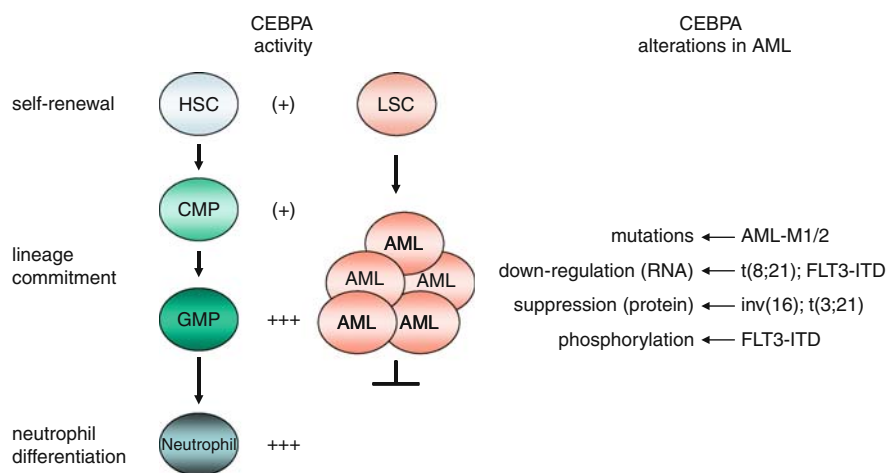 CEBPA
activity
CEBPA
alterations in AML
self-renewal
HSC
(+)
LSC
CMP
(+)
lineage
commitment
AML
AML
AML
AML
AML
GMP
+++
mutations
AML-M1/2
down-regulation (RNA)
t(8;21); FLT3-ITD
suppression (protein)
inv(16); t(3;21)
phosphorylation
FLT3-ITD
neutrophil
differentiation
Neutrophil
+++